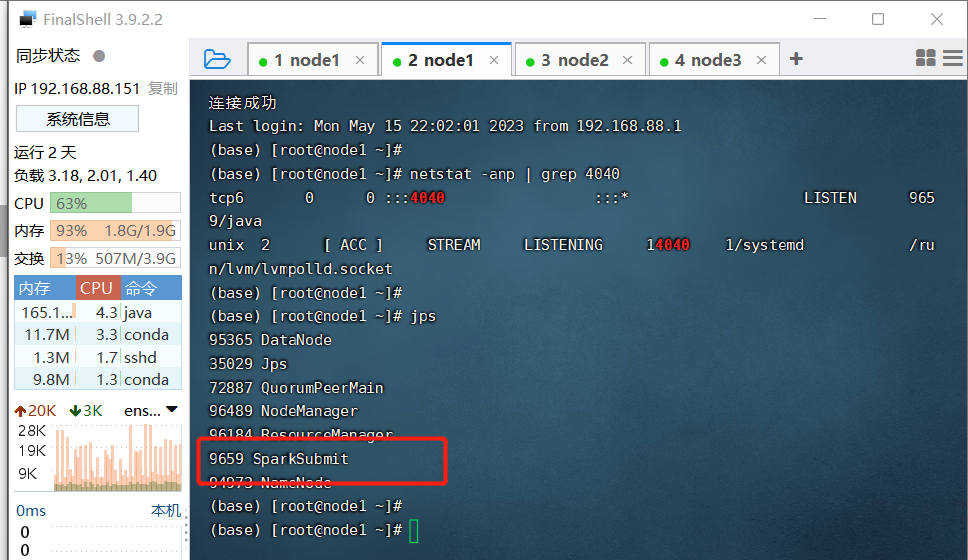 FinalShell 3.9.2.2
同步状态
IP 192.168.88.151 复制
系统信息
运行 2 天
负载 3.18, 2.01, 1.40
CPU 63%
内存 93% 1.8G/1.9G
交换 13% 507M/3.9G
内存 CPU 命令
165.1... 4.3 java
11.7M 3.3 conda
1.3M 1.7 sshd
9.8M 1.3 conda
20K 3K ens...
28K
19K
9K
0ms 本机
0
0
1 node1 2 node1 3 node2 4 node3
连接成功
Last login: Mon May 15 22:02:01 2023 from 192.168.88.1
(base) [root@node1 ~]#
(base) [root@node1 ~]# netstat -anp | grep 4040
tcp6 0 0 :::4040 :::* LISTEN 965
9/java
unix 2 [ ACC ] STREAM LISTENING 14040 1/systemd /ru
n/lvm/lvmpolld.socket
(base) [root@node1 ~]#
(base) [root@node1 ~]# jps
95365 DataNode
35029 Jps
72887 QuorumPeerMain
96489 NodeManager
96184 ResourceManager
9659 SparkSubmit
94973 NameNode
(base) [root@node1 ~]#
(base) [root@node1 ~]#